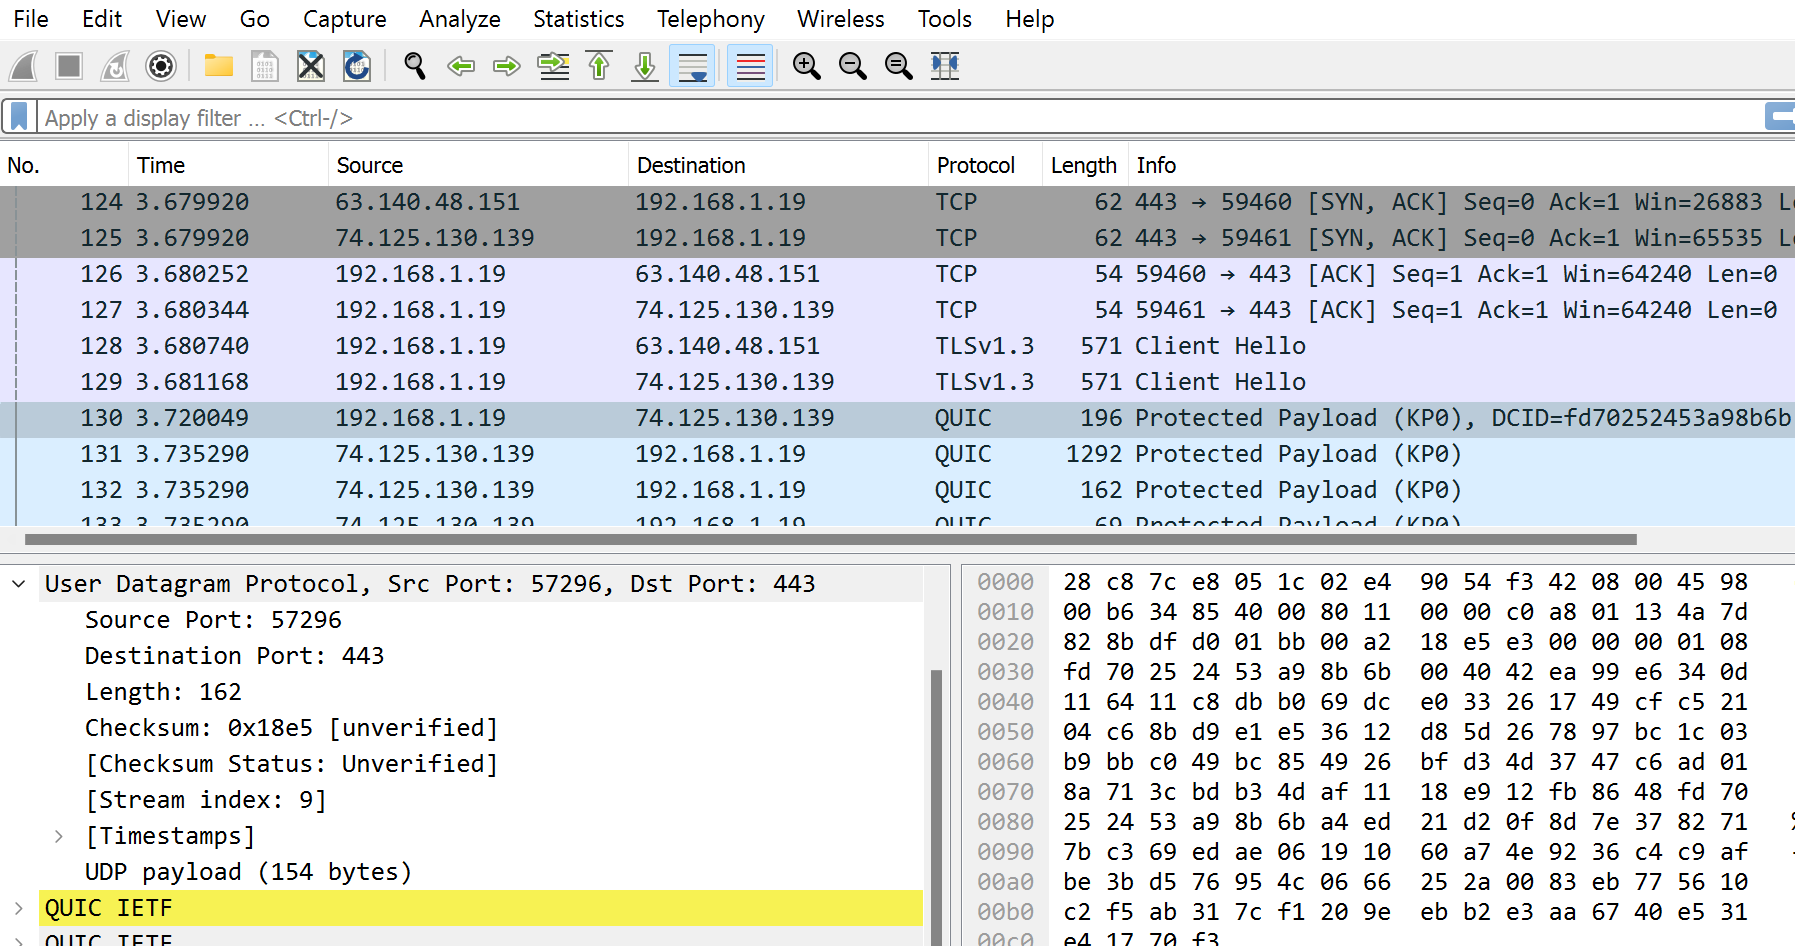 File Edit View Go Capture Analyze Statistics Telephony Wireless Tools Help
Apply a display filter ... <Ctrl-/>
No. Time Source Destination Protocol Length Info
124 3.679920 63.140.48.151 192.168.1.19 TCP 62 443 → 59460 [SYN, ACK] Seq=0 Ack=1 Win=26883
125 3.679920 74.125.130.139 192.168.1.19 TCP 62 443 → 59461 [SYN, ACK] Seq=0 Ack=1 Win=65535
126 3.680252 192.168.1.19 63.140.48.151 TCP 54 59460 → 443 [ACK] Seq=1 Ack=1 Win=64240 Len=0
127 3.680344 192.168.1.19 74.125.130.139 TCP 54 59461 → 443 [ACK] Seq=1 Ack=1 Win=64240 Len=0
128 3.680740 192.168.1.19 63.140.48.151 TLSv1.3 571 Client Hello
129 3.681168 192.168.1.19 74.125.130.139 TLSv1.3 571 Client Hello
130 3.720049 192.168.1.19 74.125.130.139 QUIC 196 Protected Payload (KP0), DCID=fd70252453a98b6b
131 3.735290 74.125.130.139 192.168.1.19 QUIC 1292 Protected Payload (KP0)
132 3.735290 74.125.130.139 192.168.1.19 QUIC 162 Protected Payload (KP0)
133 3.735290 74.125.130.139 192.168.1.19 QUIC 69 Protected Payload (KP0)
User Datagram Protocol, Src Port: 57296, Dst Port: 443
Source Port: 57296
Destination Port: 443
Length: 162
Checksum: 0x18e5 [unverified]
[Checksum Status: Unverified]
[Stream index: 9]
[Timestamps]
UDP payload (154 bytes)
QUIC IETF
QUIC IETF
0000 28 c8 7c e8 05 1c 02 e4 90 54 f3 42 08 00 45 98
0010 00 b6 34 85 40 00 80 11 00 00 c0 a8 01 13 4a 7d
0020 82 8b df d0 01 bb 00 a2 18 e5 e3 00 00 00 01 08
0030 fd 70 25 24 53 a9 8b 6b 00 40 42 ea 99 e6 34 0d
0040 11 64 11 c8 db b0 69 dc e0 33 26 17 49 cf c5 21
0050 04 c6 8b d9 e1 e5 36 12 d8 5d 26 78 97 bc 1c 03
0060 b9 bb c0 49 bc 85 49 26 bf d3 4d 37 47 c6 ad 01
0070 8a 71 3c bd b3 4d af 11 18 e9 12 fb 86 48 fd 70
0080 25 24 53 a9 8b 6b a4 ed 21 d2 0f 8d 7e 37 82 71
0090 7b c3 69 ed ae 06 19 10 60 a7 4e 92 36 c4 c9 af
00a0 be 3b d5 76 95 4c 06 66 25 2a 00 83 eb 77 56 10
00b0 c2 f5 ab 31 7c f1 20 9e eb b2 e3 aa 67 40 e5 31
00c0 e4 17 70 f3